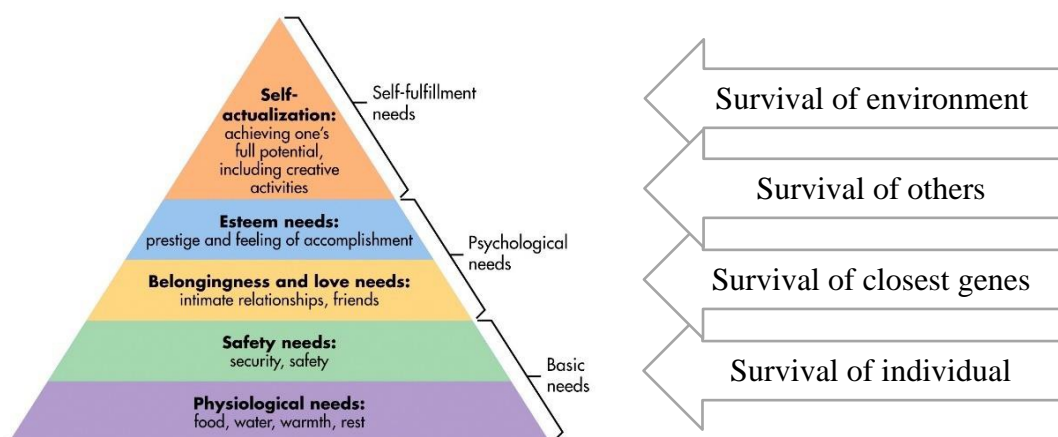 Self-
actualization:
achieving one's
full potential,
including creative
activities
Esteem needs:
prestige and feeling of accomplishment
Belongingness and love needs:
intimate relationships, friends
Safety needs:
security, safety
Physiological needs:
food, water, warmth, rest
Self-fulfillment
needs
Psychological
needs
Basic
needs
Survival of environment
Survival of others
Survival of closest genes
Survival of individual